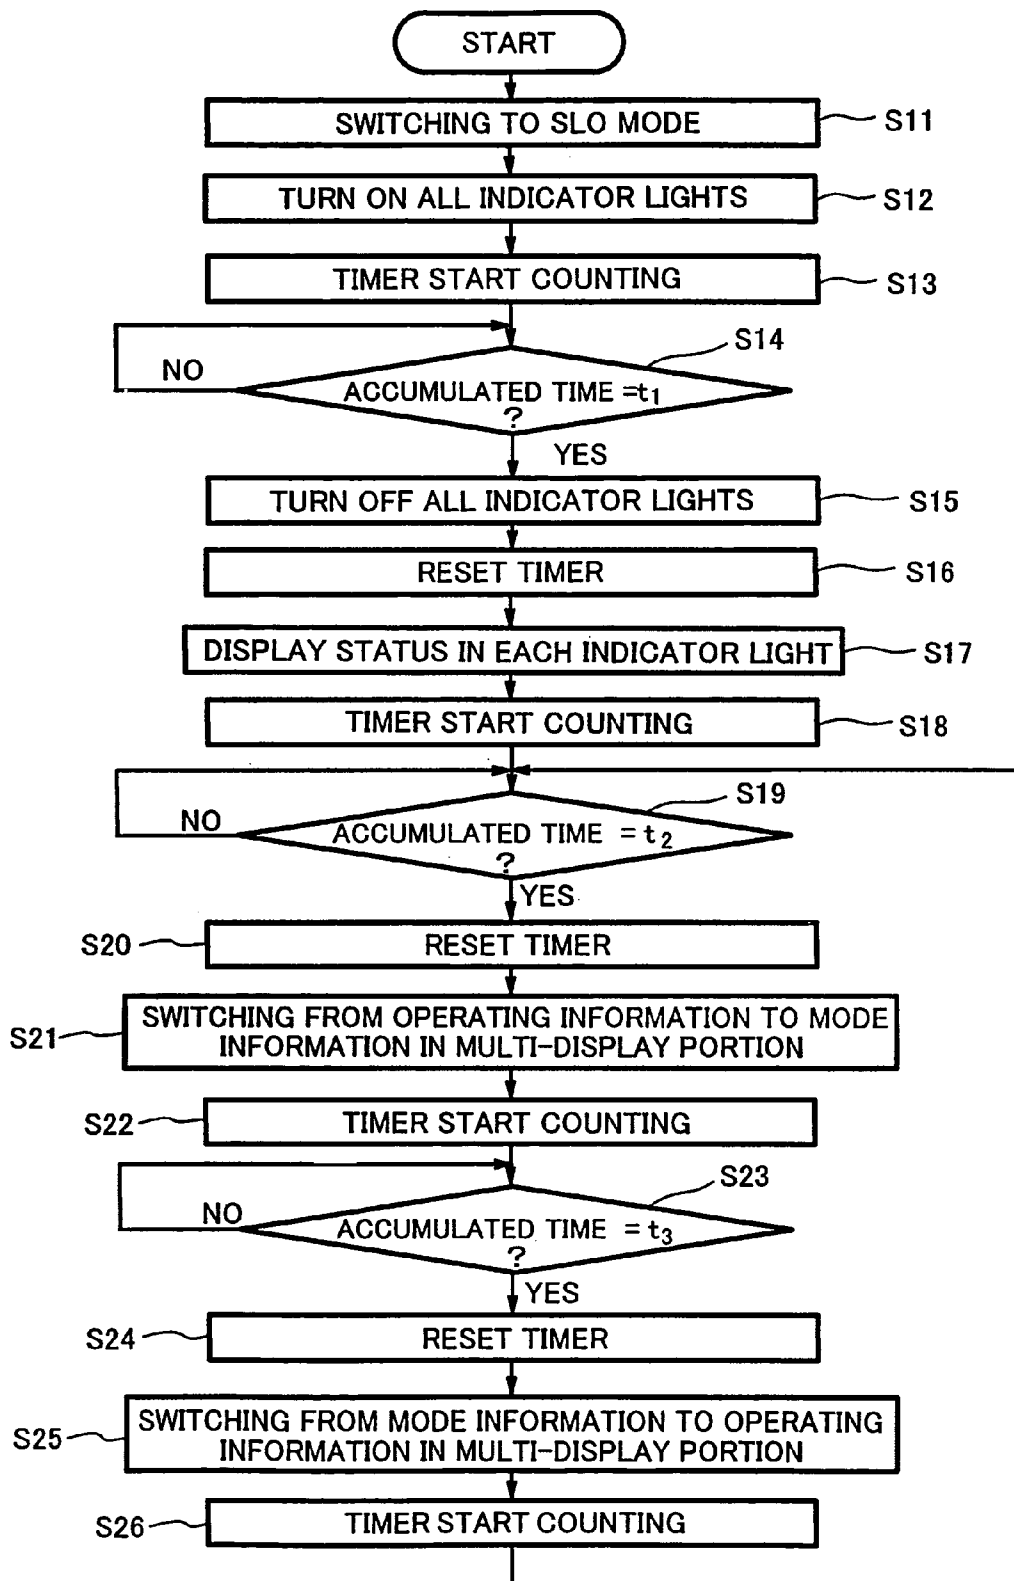 START
SWITCHING TO SLO MODE
S11
TURN ON ALL INDICATOR LIGHTS
S12
TIMER START COUNTING
S13
S14
NO
ACCUMULATED TIME =t1
?
YES
TURN OFF ALL INDICATOR LIGHTS
S15
RESET TIMER
S16
DISPLAY STATUS IN EACH INDICATOR LIGHT
S17
TIMER START COUNTING
S18
S19
NO
ACCUMULATED TIME =t2
?
YES
S20
RESET TIMER
S21
SWITCHING FROM OPERATING INFORMATION TO MODE
INFORMATION IN MULTI-DISPLAY PORTION
S22
TIMER START COUNTING
S23
NO
ACCUMULATED TIME =t3
?
YES
S24
RESET TIMER
S25
SWITCHING FROM MODE INFORMATION TO OPERATING
INFORMATION IN MULTI-DISPLAY PORTION
S26
TIMER START COUNTING